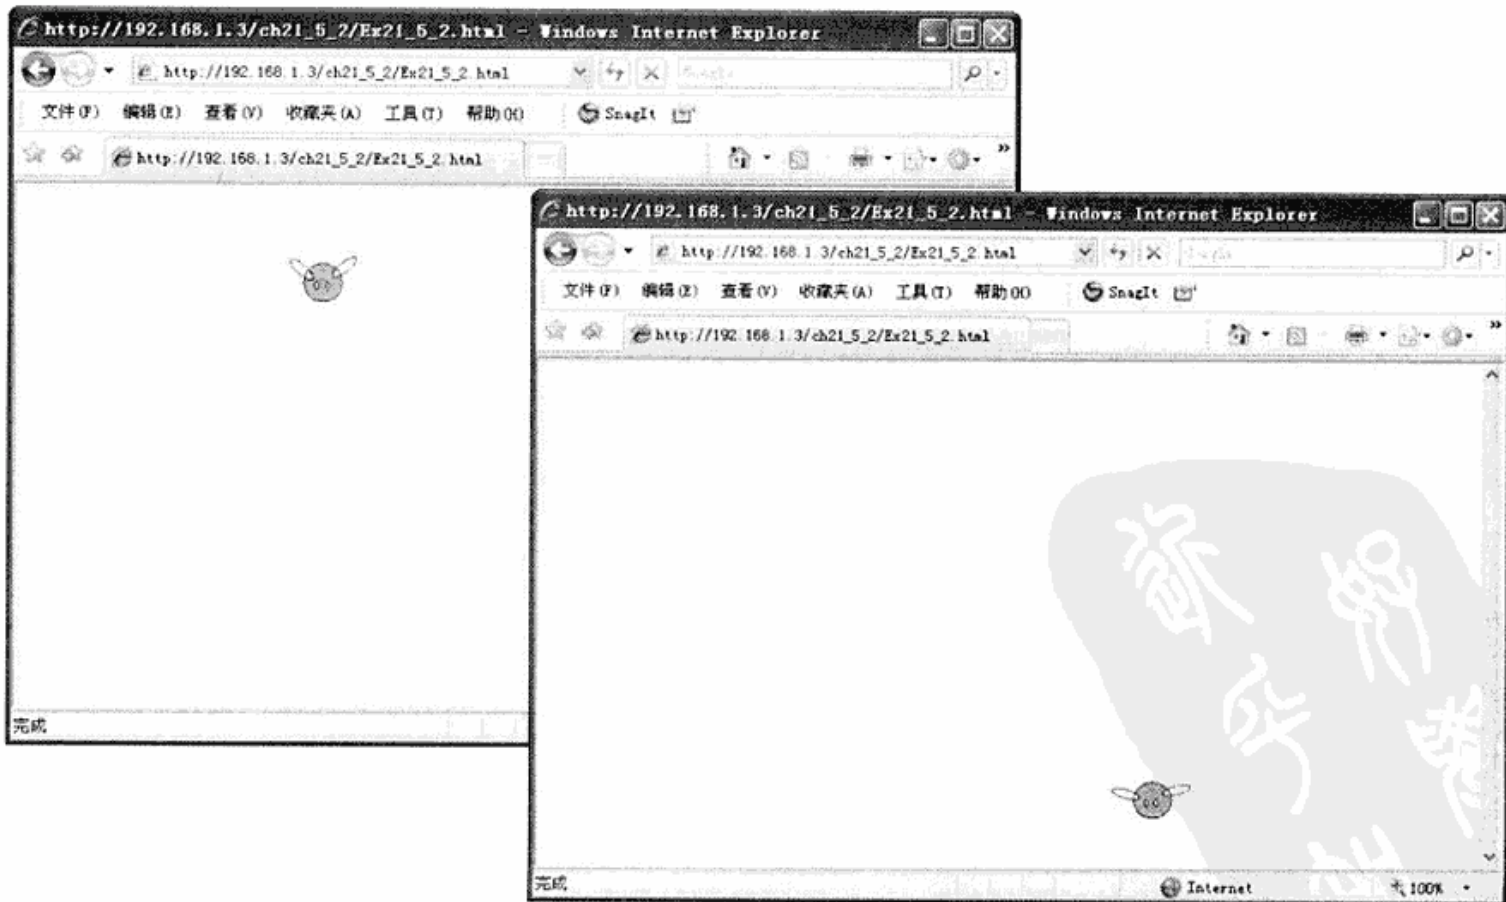 http://192.168.1.3/ch21_5_2/Ex21_5_2.html - Windows Internet Explorer
http://192.168.1.3/ch21_5_2/Ex21_5_2.html
文件(F) 编辑(E) 查看(V) 收藏夹(A) 工具(T) 帮助(H) SnagIt
http://192.168.1.3/ch21_5_2/Ex21_5_2.html
完成
http://192.168.1.3/ch21_5_2/Ex21_5_2.html - Windows Internet Explorer
http://192.168.1.3/ch21_5_2/Ex21_5_2.html
文件(F) 编辑(E) 查看(V) 收藏夹(A) 工具(T) 帮助(H) SnagIt
http://192.168.1.3/ch21_5_2/Ex21_5_2.html
完成 Internet 100%